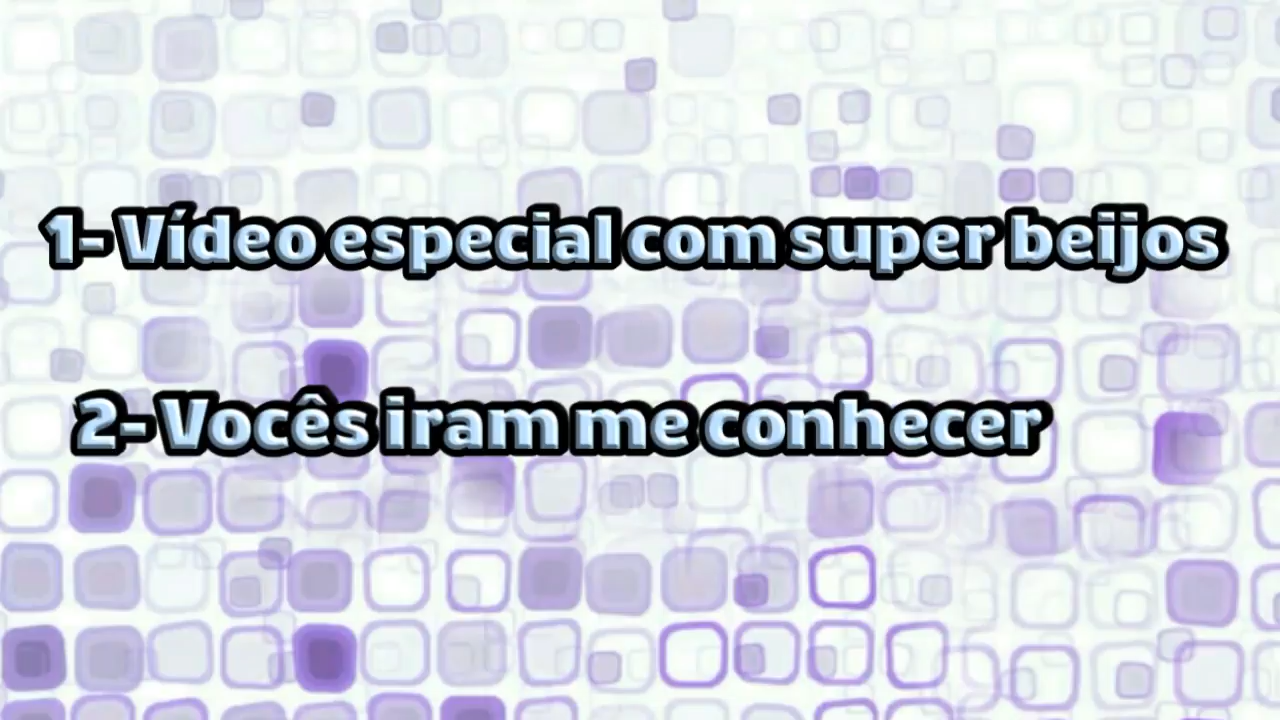 1- Vídeo especial com super beijos
2- Vocês iram me conhecer